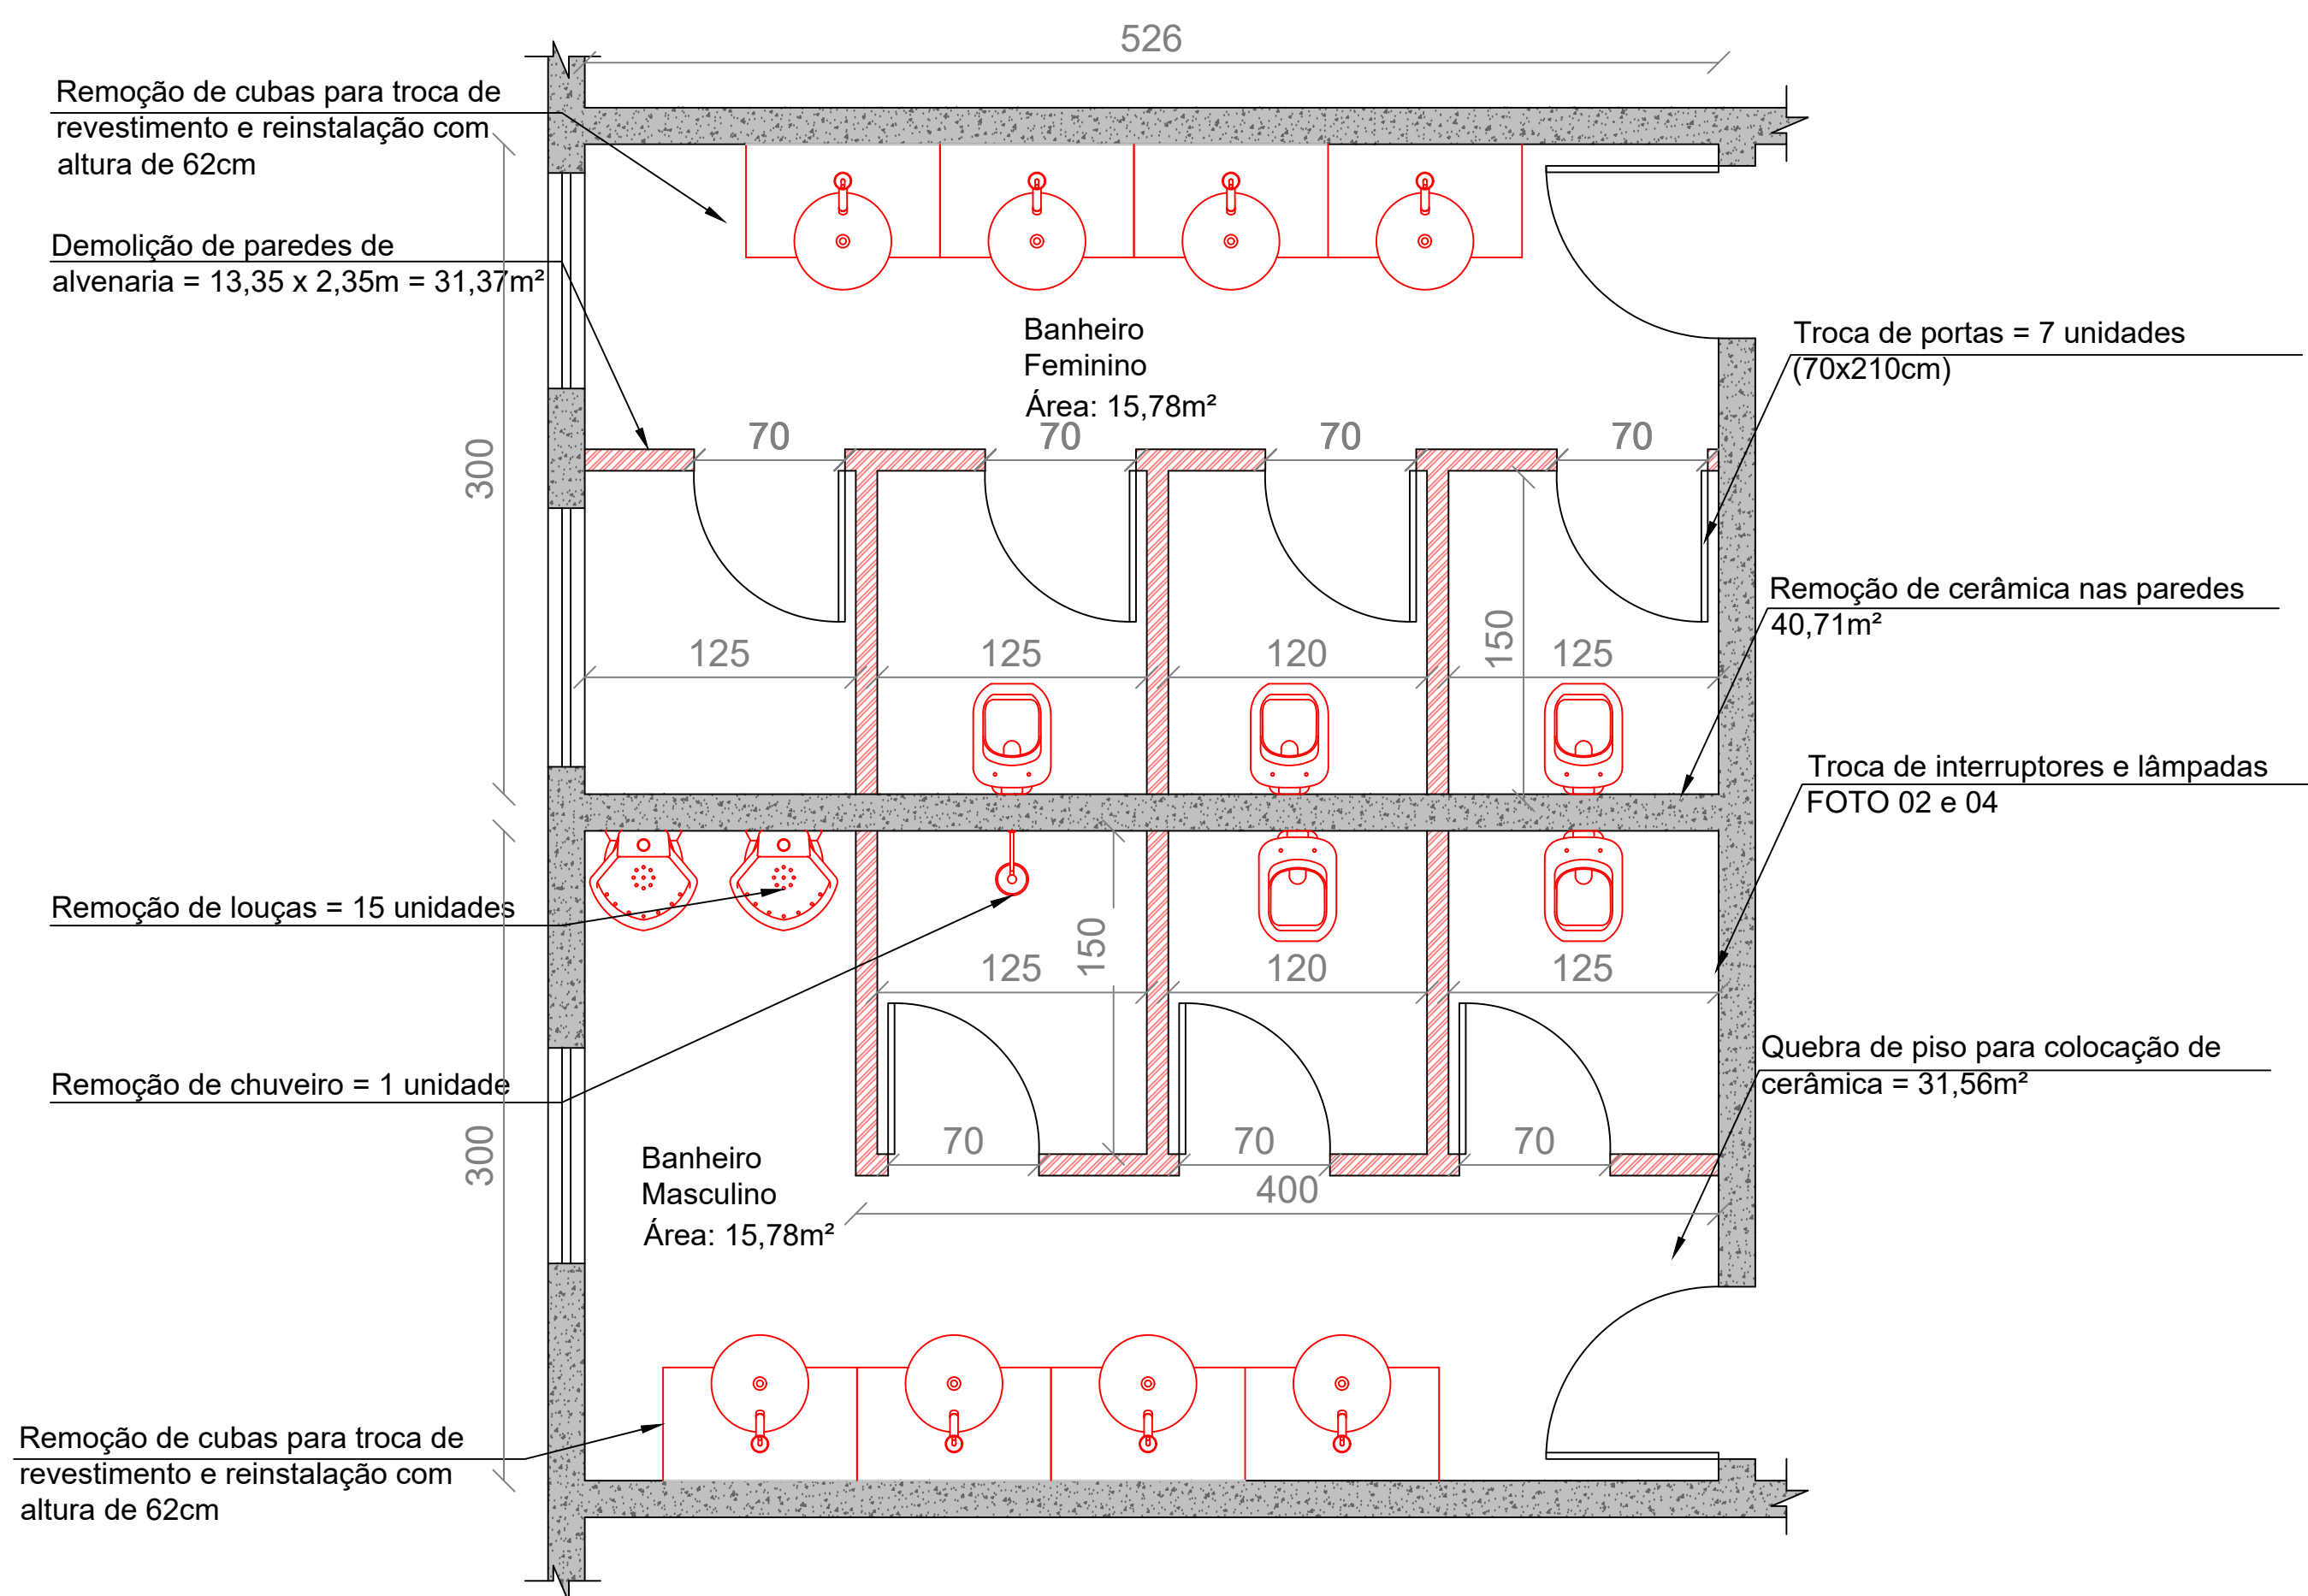 526
Remoção de cubas para troca de
revestimento e reinstalação com
altura de 62cm
Demolição de paredes de
alvenaria = 13,35 x 2,35m = 31,37m²
Banheiro
Feminino
Área: 15,78m²
Troca de portas = 7 unidades
(70x210cm)
300
70
70
70
70
Remoção de cerâmica nas paredes
40,71m²
125
125
120
150
125
Troca de interruptores e lâmpadas
FOTO 02 e 04
Remoção de louças = 15 unidades
125
150
120
125
Remoção de chuveiro = 1 unidade
Quebra de piso para colocação de
cerâmica = 31,56m²
300
70
70
70
400
Banheiro
Masculino
Área: 15,78m²
Remoção de cubas para troca de
revestimento e reinstalação com
altura de 62cm